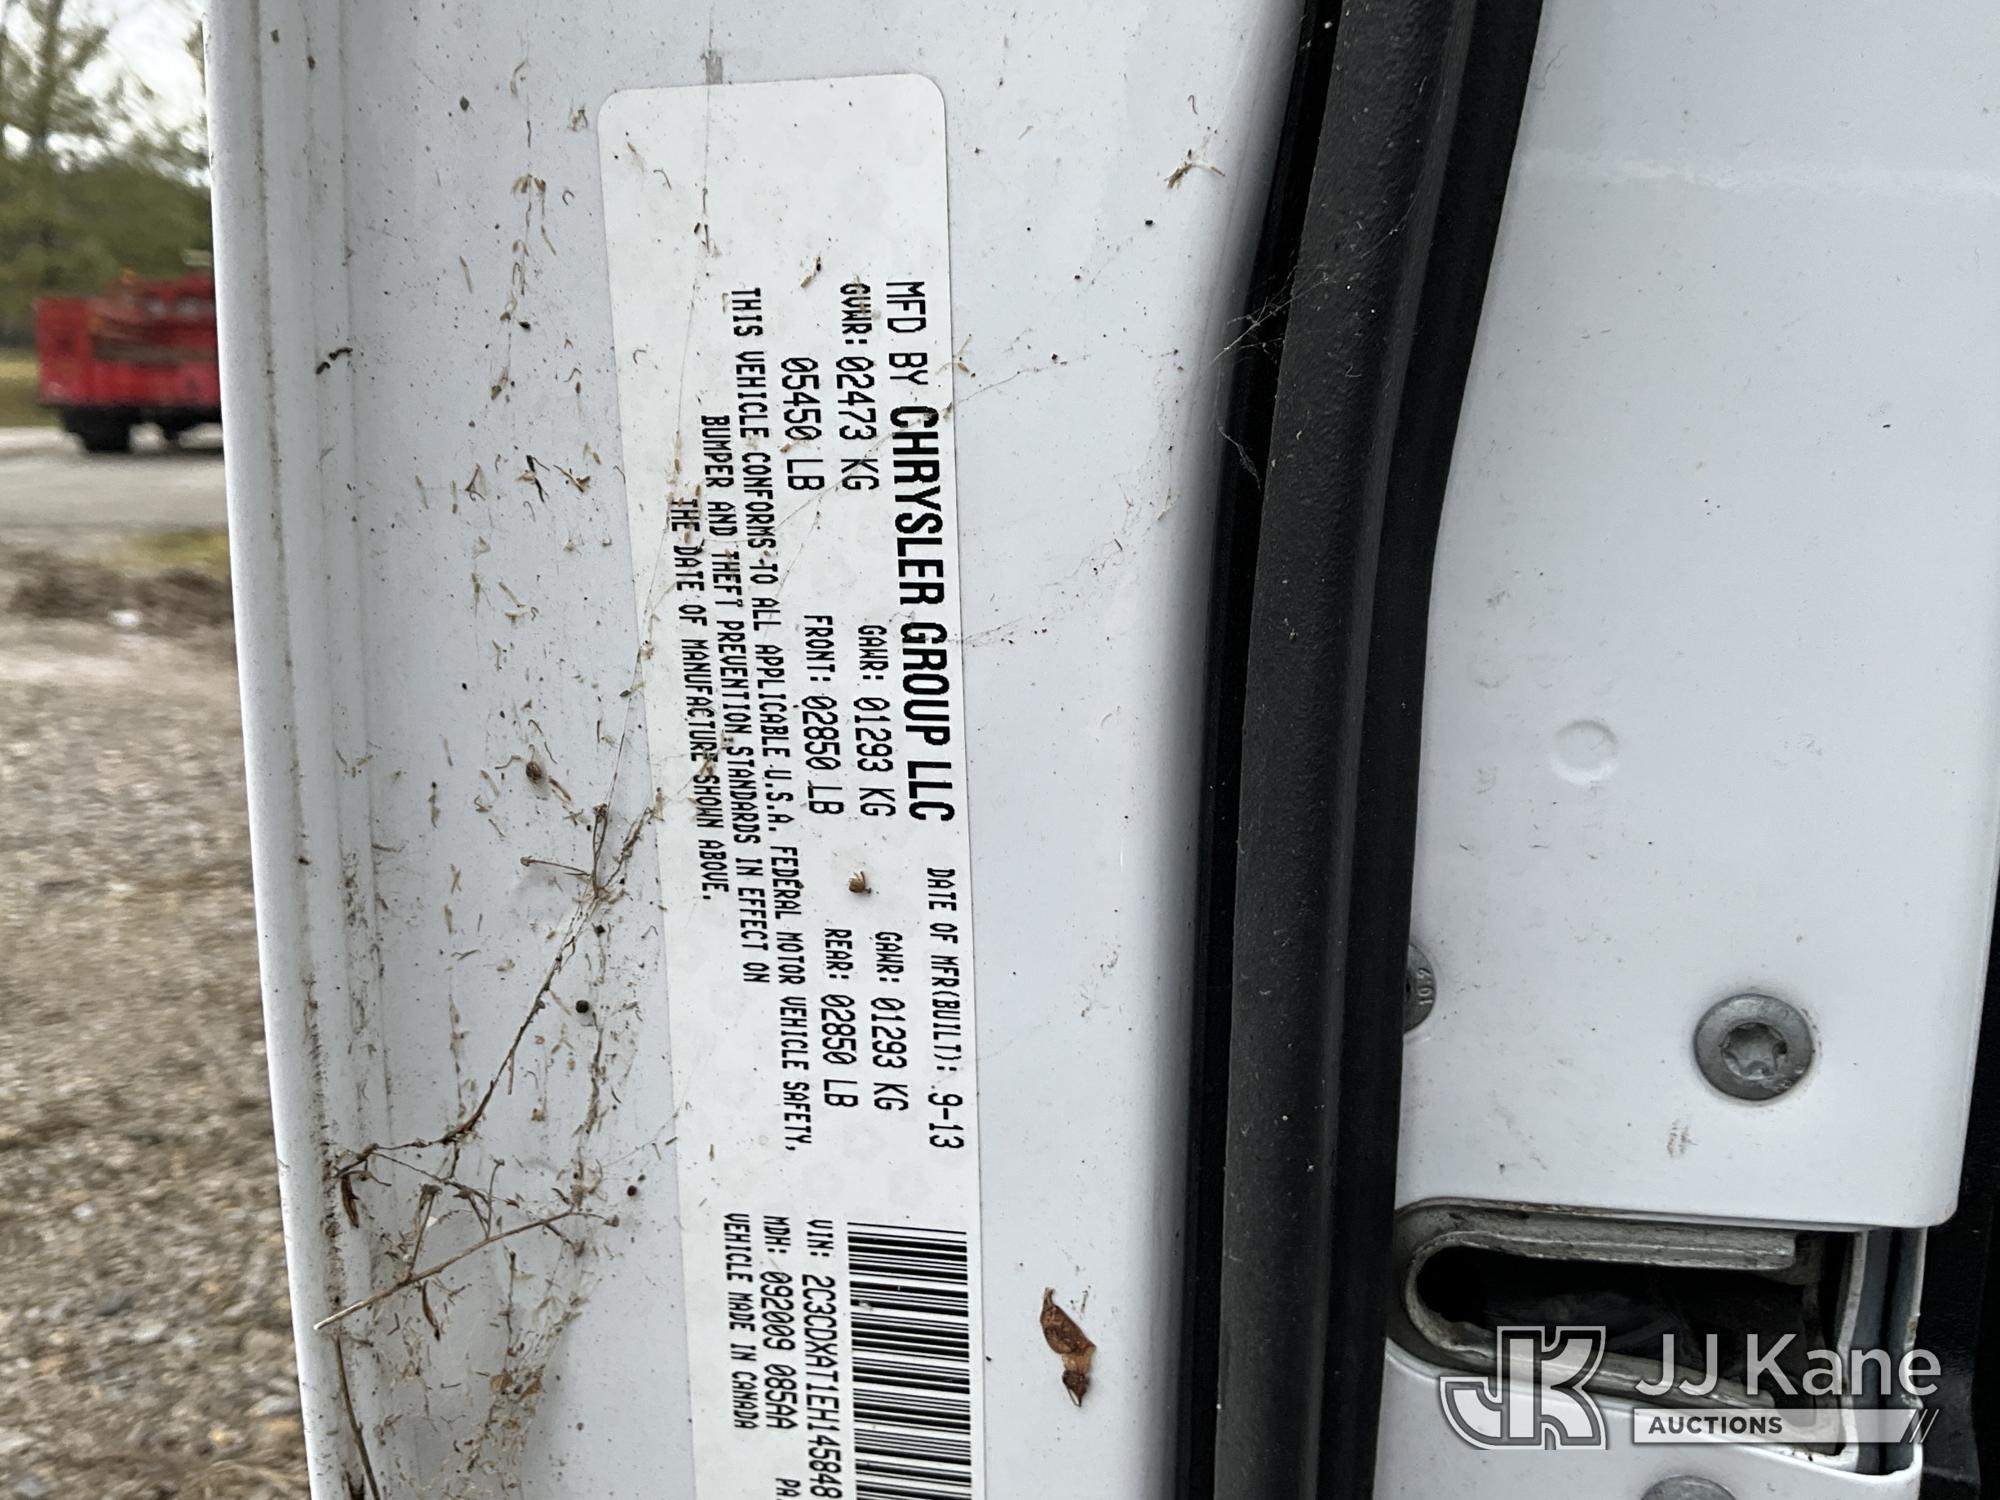 MFD BY CHRYSLER GROUP LLC DATE OF MFR(BUILT): 9-13
GVWR: 02473 KG GAWR: 01293 KG GAWR: 01293 KG
05450 LB FRONT: 02850 LB REAR: 02850 LB
THIS VEHICLE CONFORMS TO ALL APPLICABLE U.S.A. FEDERAL MOTOR VEHICLE SAFETY,
BUMPER AND THEFT PREVENTION STANDARDS IN EFFECT ON
THE DATE OF MANUFACTURE SHOWN ABOVE.
VIN: 2C3CDXAT1EH145848
MDH: 092009 085AA PA
VEHICLE MADE IN CANADA
JK JJ Kane
AUCTIONS